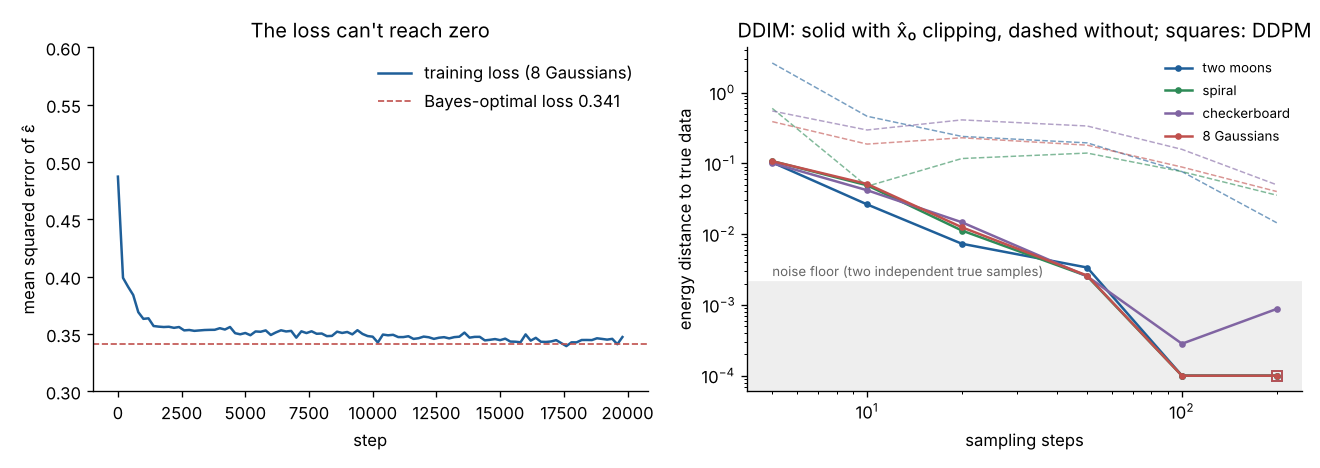 The loss can't reach zero
training loss (8 Gaussians)
Bayes-optimal loss 0.341
mean squared error of ε̂
0.60
0.55
0.50
0.45
0.40
0.35
0.30
0 2500 5000 7500 10000 12500 15000 17500 20000
step
DDIM: solid with x̂₀ clipping, dashed without; squares: DDPM
two moons
spiral
checkerboard
8 Gaussians
noise floor (two independent true samples)
energy distance to true data
10⁰
10⁻¹
10⁻²
10⁻³
10⁻⁴
10¹ 10²
sampling steps